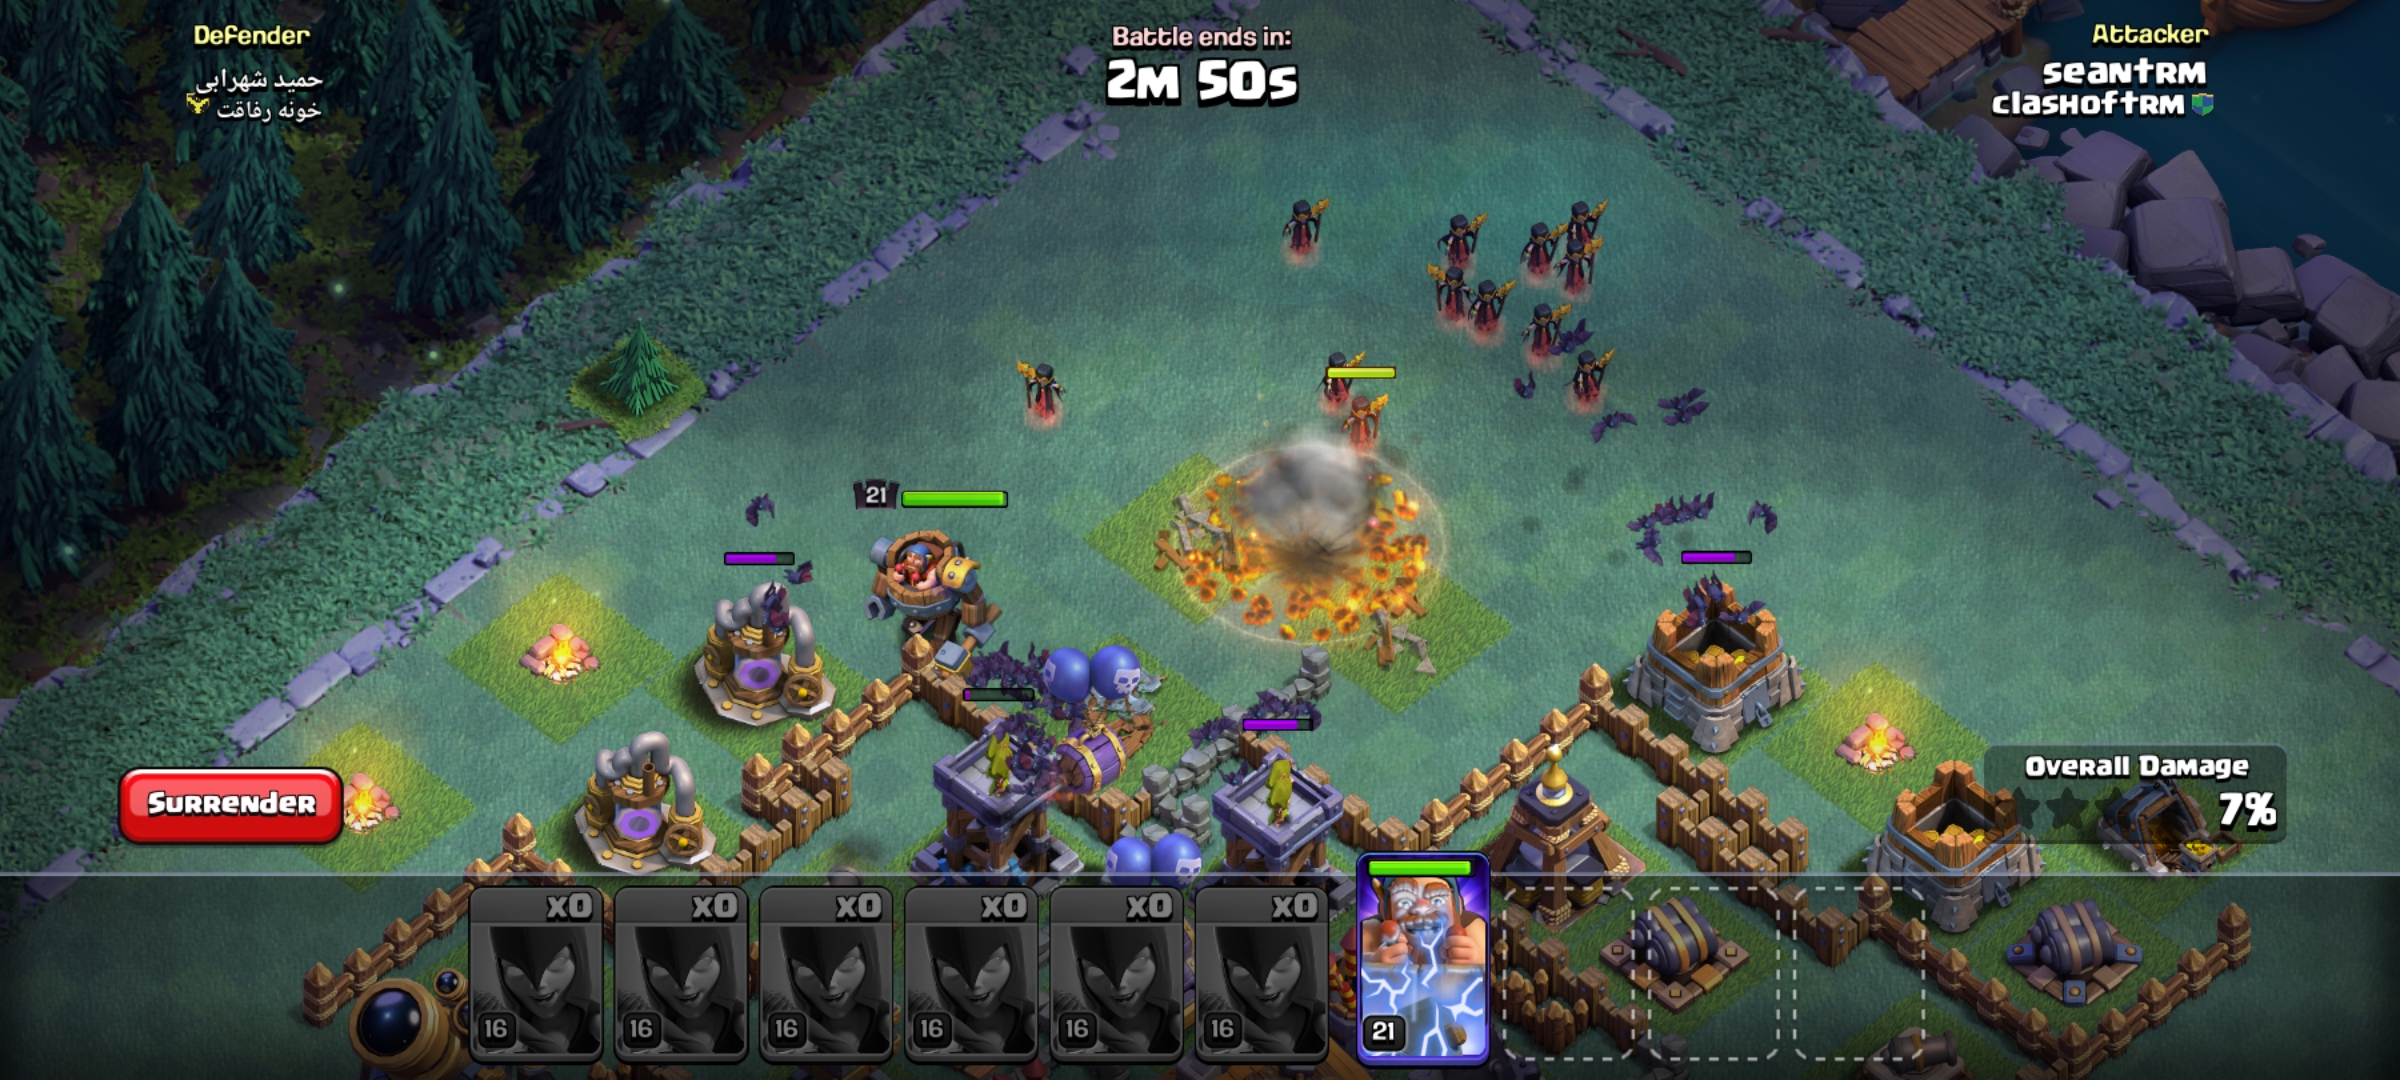 Defender
حمید شهرابی
خونه رفاقت
Battle ends in:
2M 50s
Attacker
seantrm
clashoftrm
21
Surrender
Overall Damage
7%
x0
x0
x0
x0
x0
x0
16
16
16
16
16
16
21